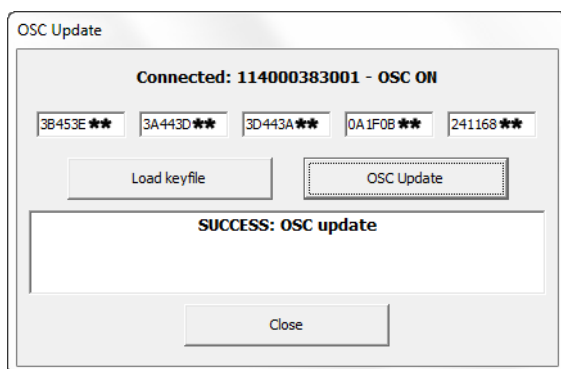 OSC Update
Connected: 114000383001 - OSC ON
3B453E** 3A443D** 3D443A** 0A1F0B** 241168**
Load keyfile OSC Update
SUCCESS: OSC update
Close